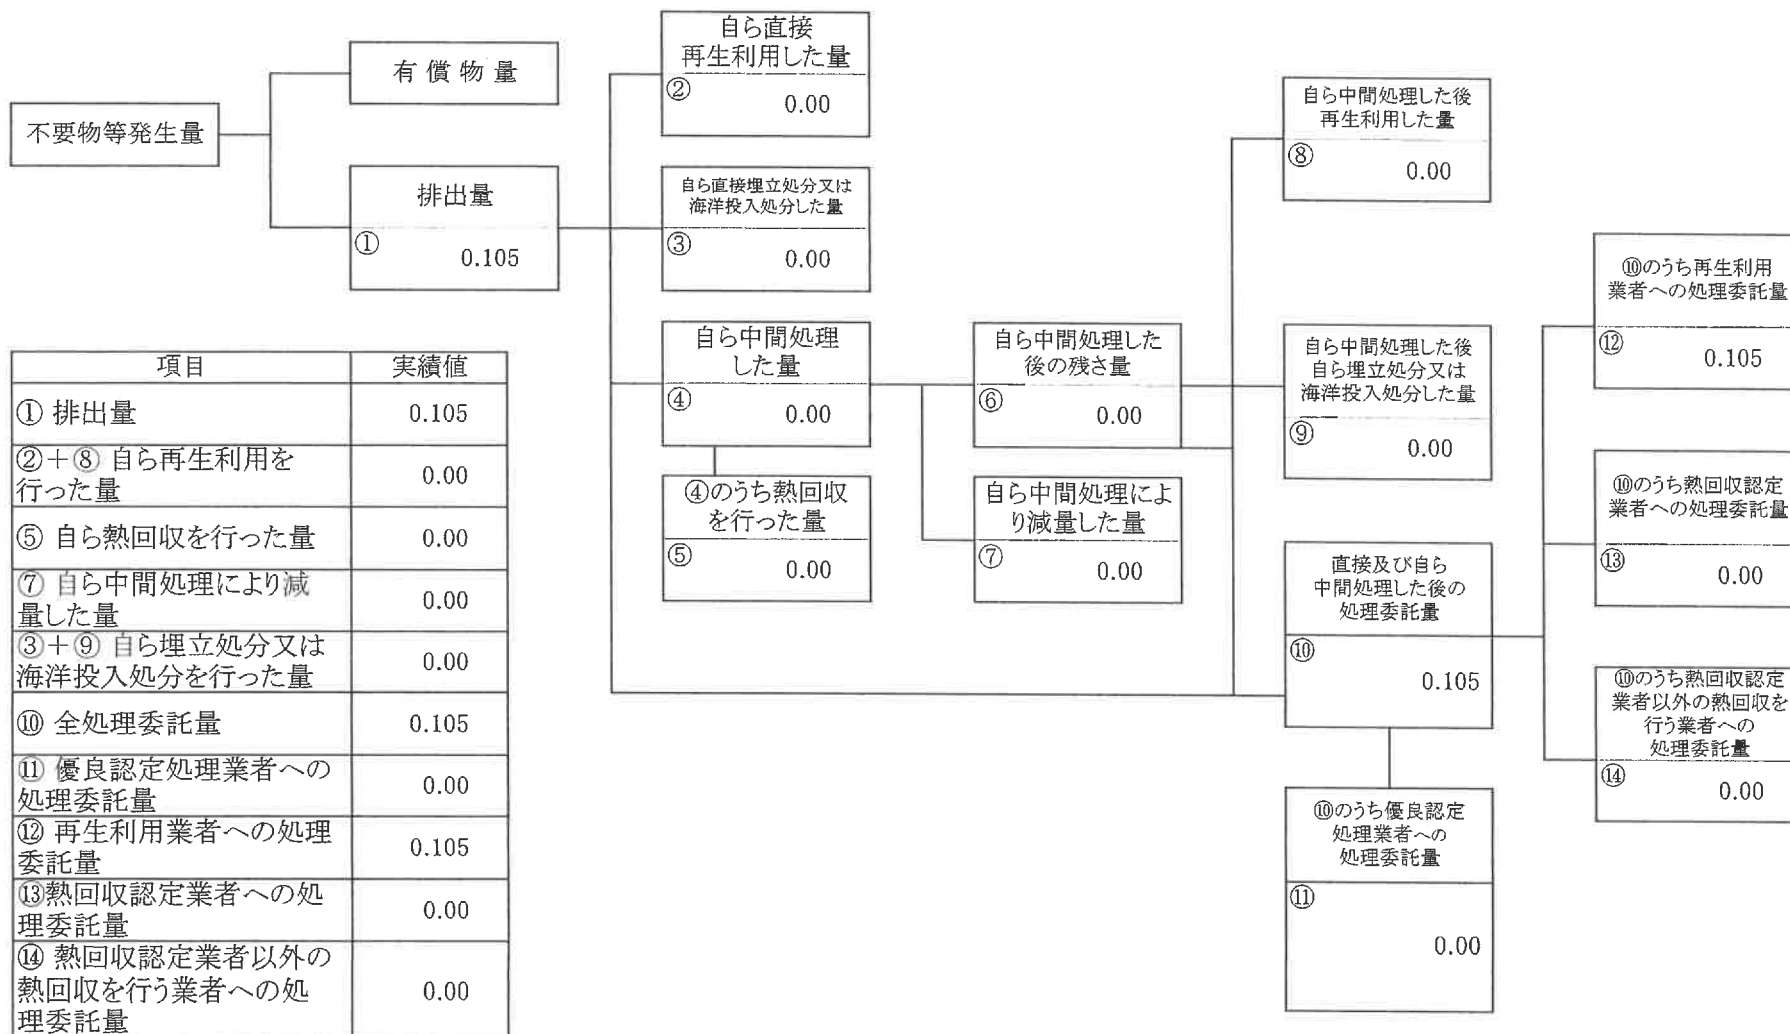 不要物等発生量
有償物量
排出量
①
0.105
自ら直接
再生利用した量
②
0.00
自ら直接埋立処分又は
海洋投入処分した量
③
0.00
自ら中間処理
した量
④
0.00
④のうち熱回収
を行った量
⑤
0.00
自ら中間処理した
後の残さ量
⑥
0.00
自ら中間処理によ
り減量した量
⑦
0.00
自ら中間処理した後
再生利用した量
⑧
0.00
自ら中間処理した後
自ら埋立処分又は
海洋投入処分した量
⑨
0.00
直接及び自ら
中間処理した後の
処理委託量
⑩
0.105
⑩のうち優良認定
処理業者への
処理委託量
⑪
0.00
⑩のうち再生利用
業者への処理委託量
⑫
0.105
⑩のうち熱回収認定
業者への処理委託量
⑬
0.00
⑩のうち熱回収認定
業者以外の熱回収を
行う業者への
処理委託量
⑭
0.00
項目 実績値
① 排出量 0.105
②+⑧ 自ら再生利用を
行った量 0.00
⑤ 自ら熱回収を行った量 0.00
⑦ 自ら中間処理により減
量した量 0.00
③+⑨ 自ら埋立処分又は
海洋投入処分を行った量 0.00
⑩ 全処理委託量 0.105
⑪ 優良認定処理業者への
処理委託量 0.00
⑫ 再生利用業者への処理
委託量 0.105
⑬熱回収認定業者への処
理委託量 0.00
⑭ 熱回収認定業者以外の
熱回収を行う業者への処
理委託量 0.00